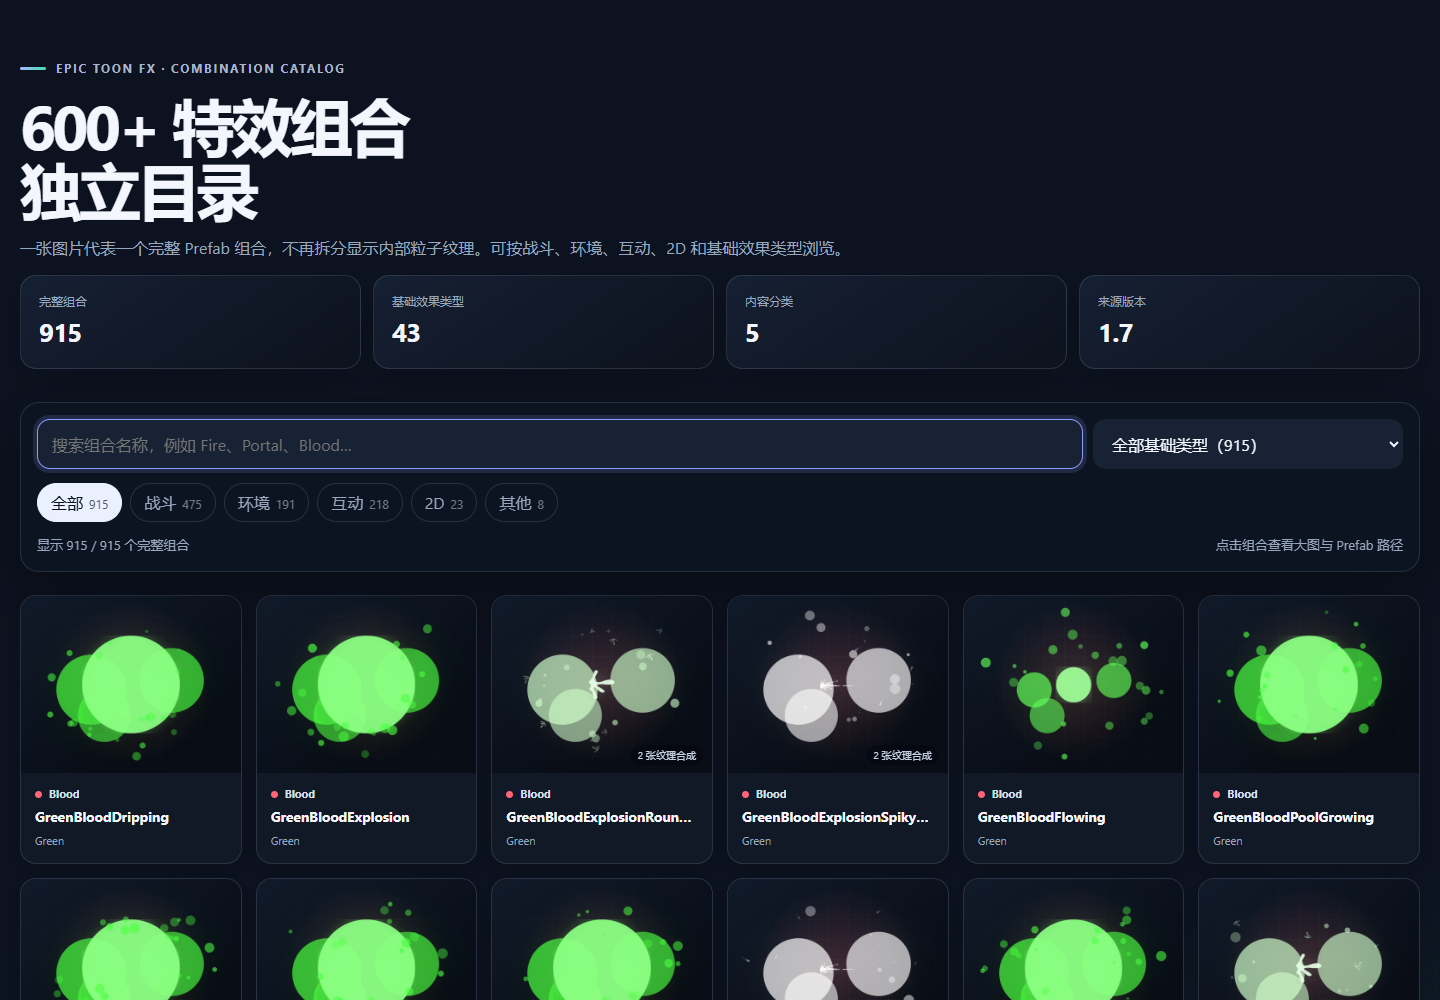 EPIC TOON FX · COMBINATION CATALOG
600+ 特效组合
独立目录
一张图片代表一个完整 Prefab 组合，不再拆分显示内部粒子纹理。可按战斗、环境、互动、2D 和基础效果类型浏览。
完整组合
915
基础效果类型
43
内容分类
5
来源版本
1.7
搜索组合名称，例如 Fire、Portal、Blood...
全部基础类型（915）
全部 915
战斗 475
环境 191
互动 218
2D 23
其他 8
显示 915 / 915 个完整组合
点击组合查看大图与 Prefab 路径
Blood
GreenBloodDripping
Green
Blood
GreenBloodExplosion
Green
2 张纹理合成
Blood
GreenBloodExplosionRoun...
Green
2 张纹理合成
Blood
GreenBloodExplosionSpiky...
Green
Blood
GreenBloodFlowing
Green
Blood
GreenBloodPoolGrowing
Green